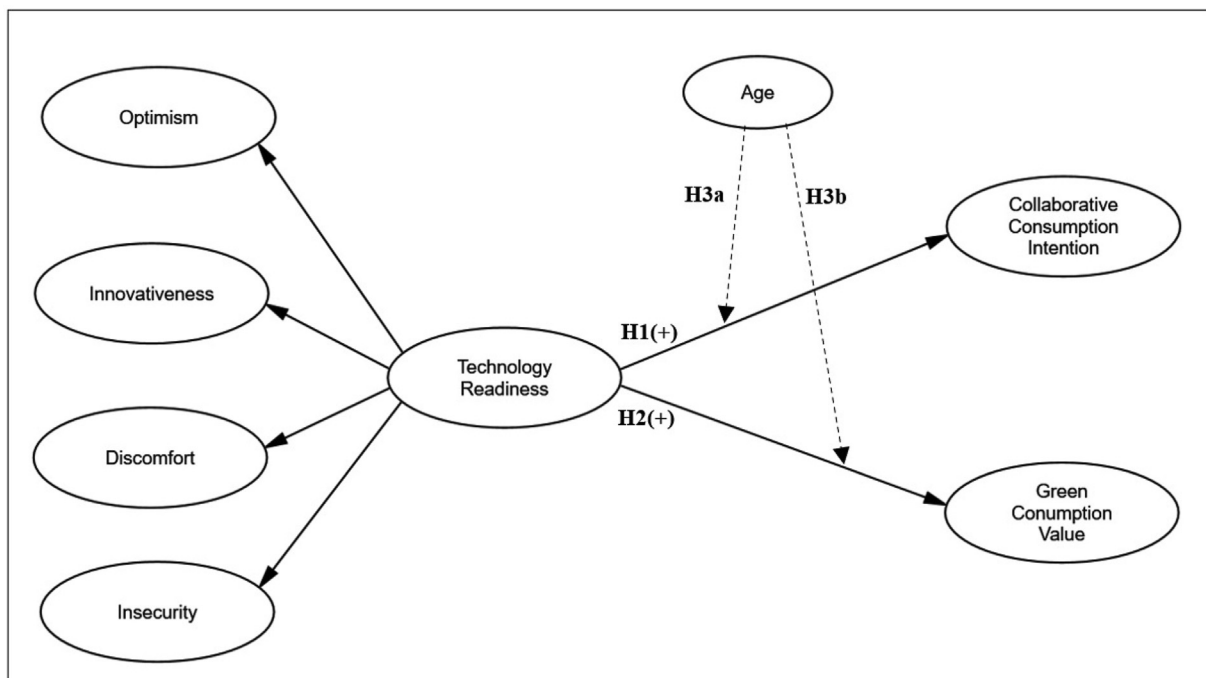 Optimism
Age
H3a
H3b
Collaborative
Consumption
Intention
Innovativeness
H1(+)
Technology
Readiness
H2(+)
Discomfort
Green
Conumption
Value
Insecurity